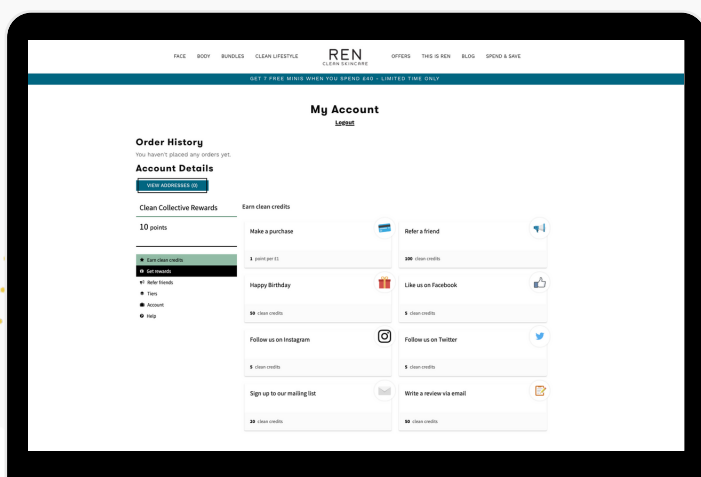 FACE BODY BUNDLES CLEAN LIFESTYLE REN OFFERS THIS IS REN BLOG SPEND & SAVE
CLEAN SKINCARE
GET 7 FREE MINIS WHEN YOU SPEND £40 - LIMITED TIME ONLY
My Account
Logout
Order History
You haven't placed any orders yet.
Account Details
VIEW ADDRESSES (0)
Clean Collective Rewards
10 points
Earn clean credits
Get rewards
Refer friends
Tiers
Account
Help
Earn clean credits
Make a purchase
1 point per £1
Refer a friend
100 clean credits
Happy Birthday
50 clean credits
Like us on Facebook
5 clean credits
Follow us on Instagram
5 clean credits
Follow us on Twitter
5 clean credits
Sign up to our mailing list
10 clean credits
Write a review via email
50 clean credits